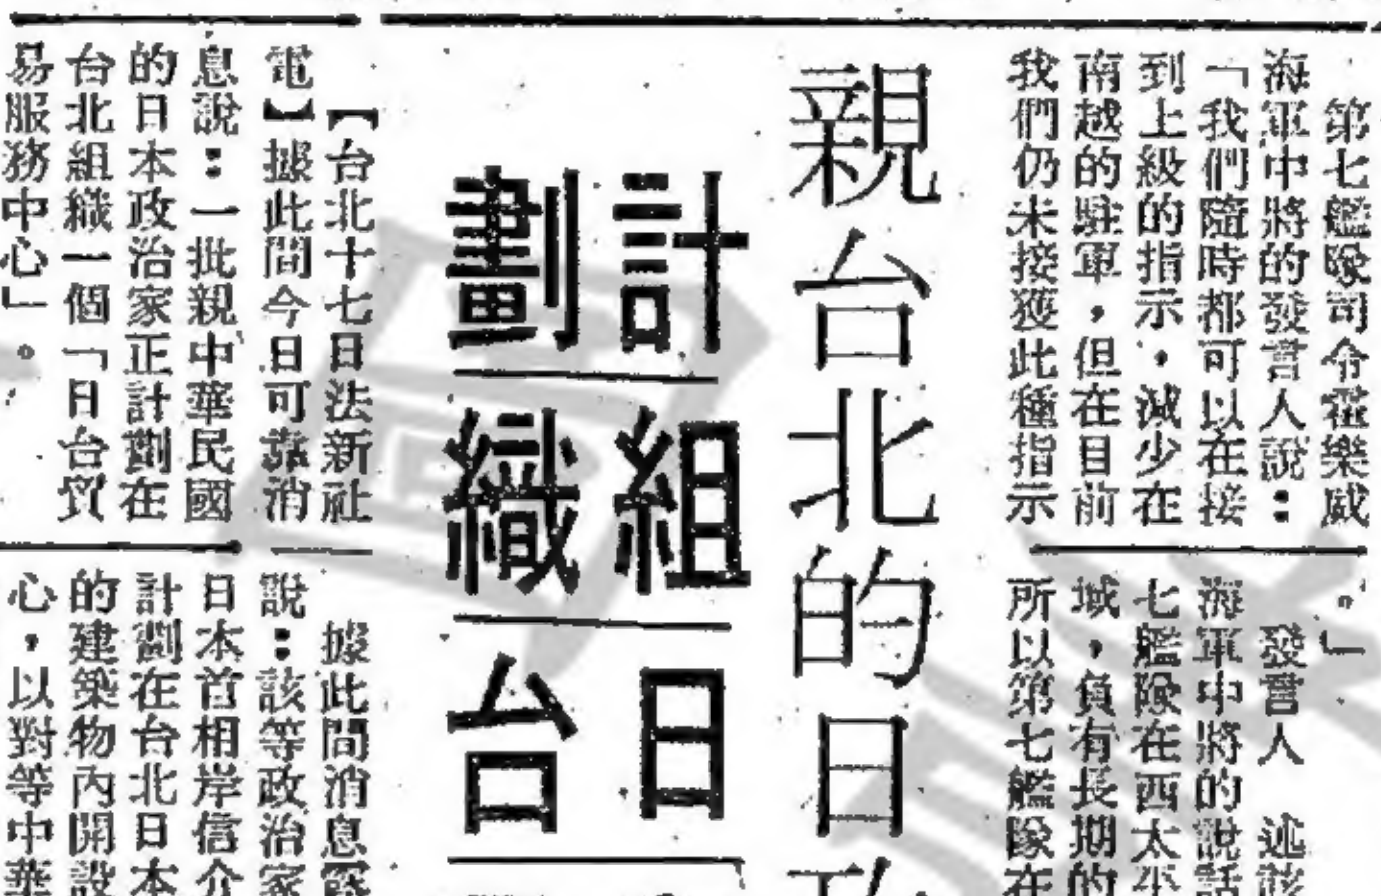 第七艦隊司令霍樂威
海軍中將的發言人說：
「我們隨時都可以在接
到上級的指示，減少在
南越的駐軍，但在目前
我們仍未接獲此種指示
。」
發言人
述該
海軍中將的說話
七艦隊在西太平
域，負有長期的
所以第七艦隊在
親台北的日政
計劃
組織
日台
【台北十七日法新社
電】據此間今日可靠消
息說：一批親中華民國
的日本政治家正計劃在
台北組織一個「日台貿
易服務中心」。
據此間消息
說：該等政治家
日本首相岸信介
計劃在台北日本
的建築物內開設
心，以對等中華